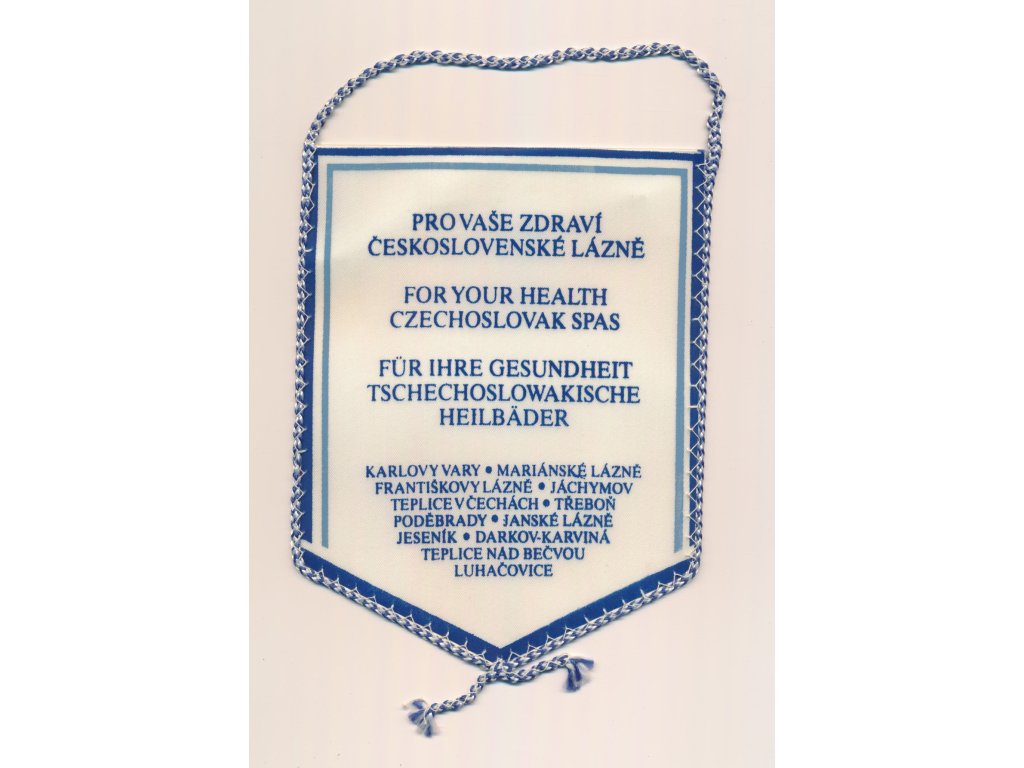 PRO VAŠE ZDRAVÍ
ČESKOSLOVENSKÉ LÁZNĚ
FOR YOUR HEALTH
CZECHOSLOVAK SPAS
FÜR IHRE GESUNDHEIT
TSCHECHOSLOWAKISCHE
HEILBÄDER
KARLOVY VARY • MARIÁNSKÉ LÁZNĚ
FRANTIŠKOVY LÁZNĚ • JÁCHYMOV
TEPLICE V ČECHÁCH • TŘEBOŇ
PODĚBRADY • JANSKÉ LÁZNĚ
JESENÍK • DARKOV-KARVINÁ
TEPLICE NAD BEČVOU
LUHAČOVICE